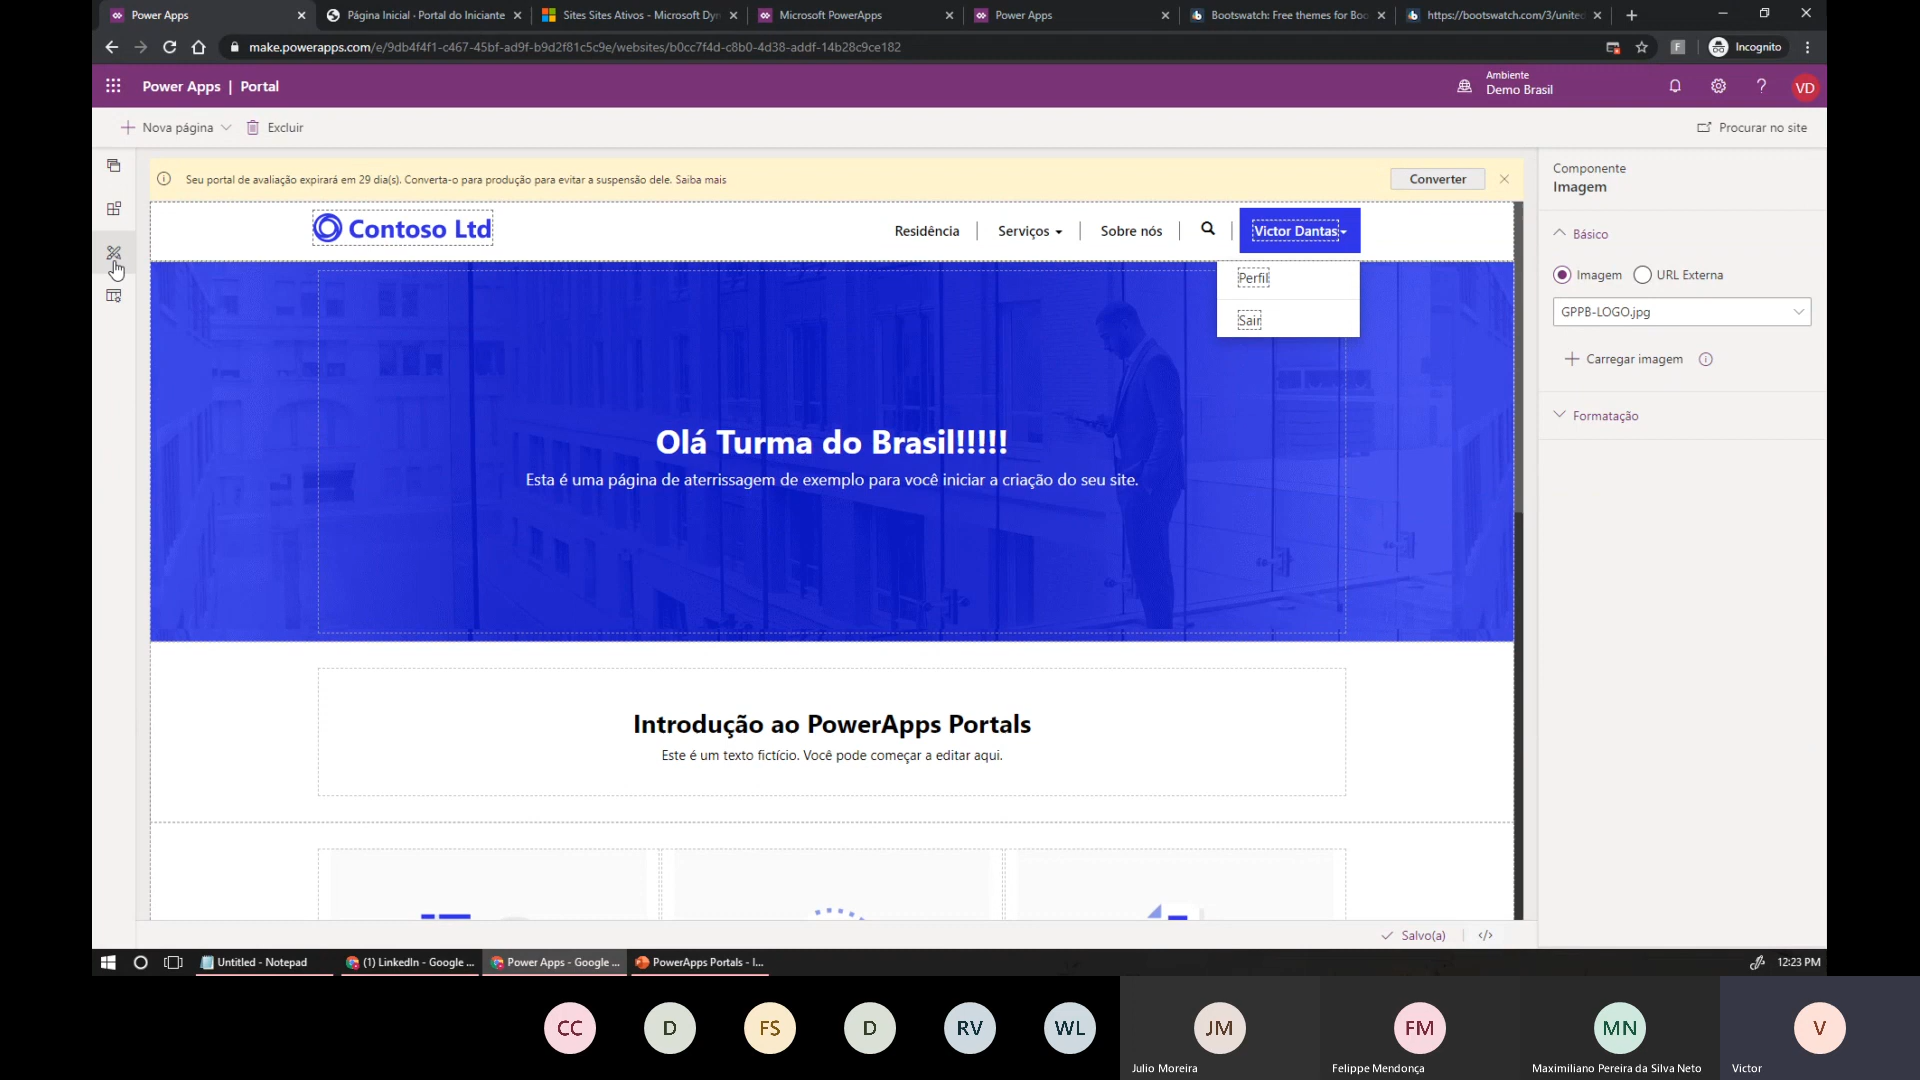 Power Apps
Página Inicial · Portal do Iniciante
Sites Sites Ativos - Microsoft Dyn
Microsoft PowerApps
Power Apps
Bootswatch: Free themes for Boo
https://bootswatch.com/3/united
make.powerapps.com/e/9db4f4f1-c467-45bf-ad9f-b9d2f81c5c9e/websites/b0cc7f4d-c8b0-4d38-addf-14b28c9ce182
F
Incognito
Power Apps | Portal
Ambiente
Demo Brasil
?
VD
Nova página
Excluir
Procurar no site
Seu portal de avaliação expirará em 29 dia(s). Converta-o para produção para evitar a suspensão dele. Saiba mais
Converter
Componente
Imagem
Contoso Ltd
Residência
Serviços
Sobre nós
Victor Dantas
Perfil
Sair
Básico
Imagem
URL Externa
GPPB-LOGO.jpg
Carregar imagem
Formatação
Olá Turma do Brasil!!!!!
Esta é uma página de aterrissagem de exemplo para você iniciar a criação do seu site.
Introdução ao PowerApps Portals
Este é um texto fictício. Você pode começar a editar aqui.
Salvo(a)
</>
Untitled - Notepad
(1) LinkedIn - Google ...
Power Apps - Google ...
PowerApps Portals - I...
12:23 PM
CC
D
FS
D
RV
WL
JM
FM
MN
V
Julio Moreira
Felippe Mendonça
Maximiliano Pereira da Silva Neto
Victor